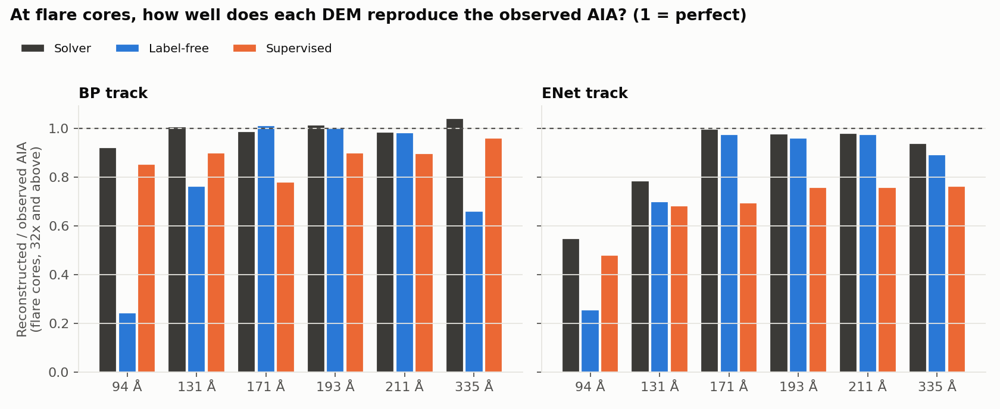 At flare cores, how well does each DEM reproduce the observed AIA? (1 = perfect)
Solver Label-free Supervised
BP track
ENet track
Reconstructed / observed AIA
(flare cores, 32x and above)
1.0
0.8
0.6
0.4
0.2
0.0
94 Å 131 Å 171 Å 193 Å 211 Å 335 Å
94 Å 131 Å 171 Å 193 Å 211 Å 335 Å